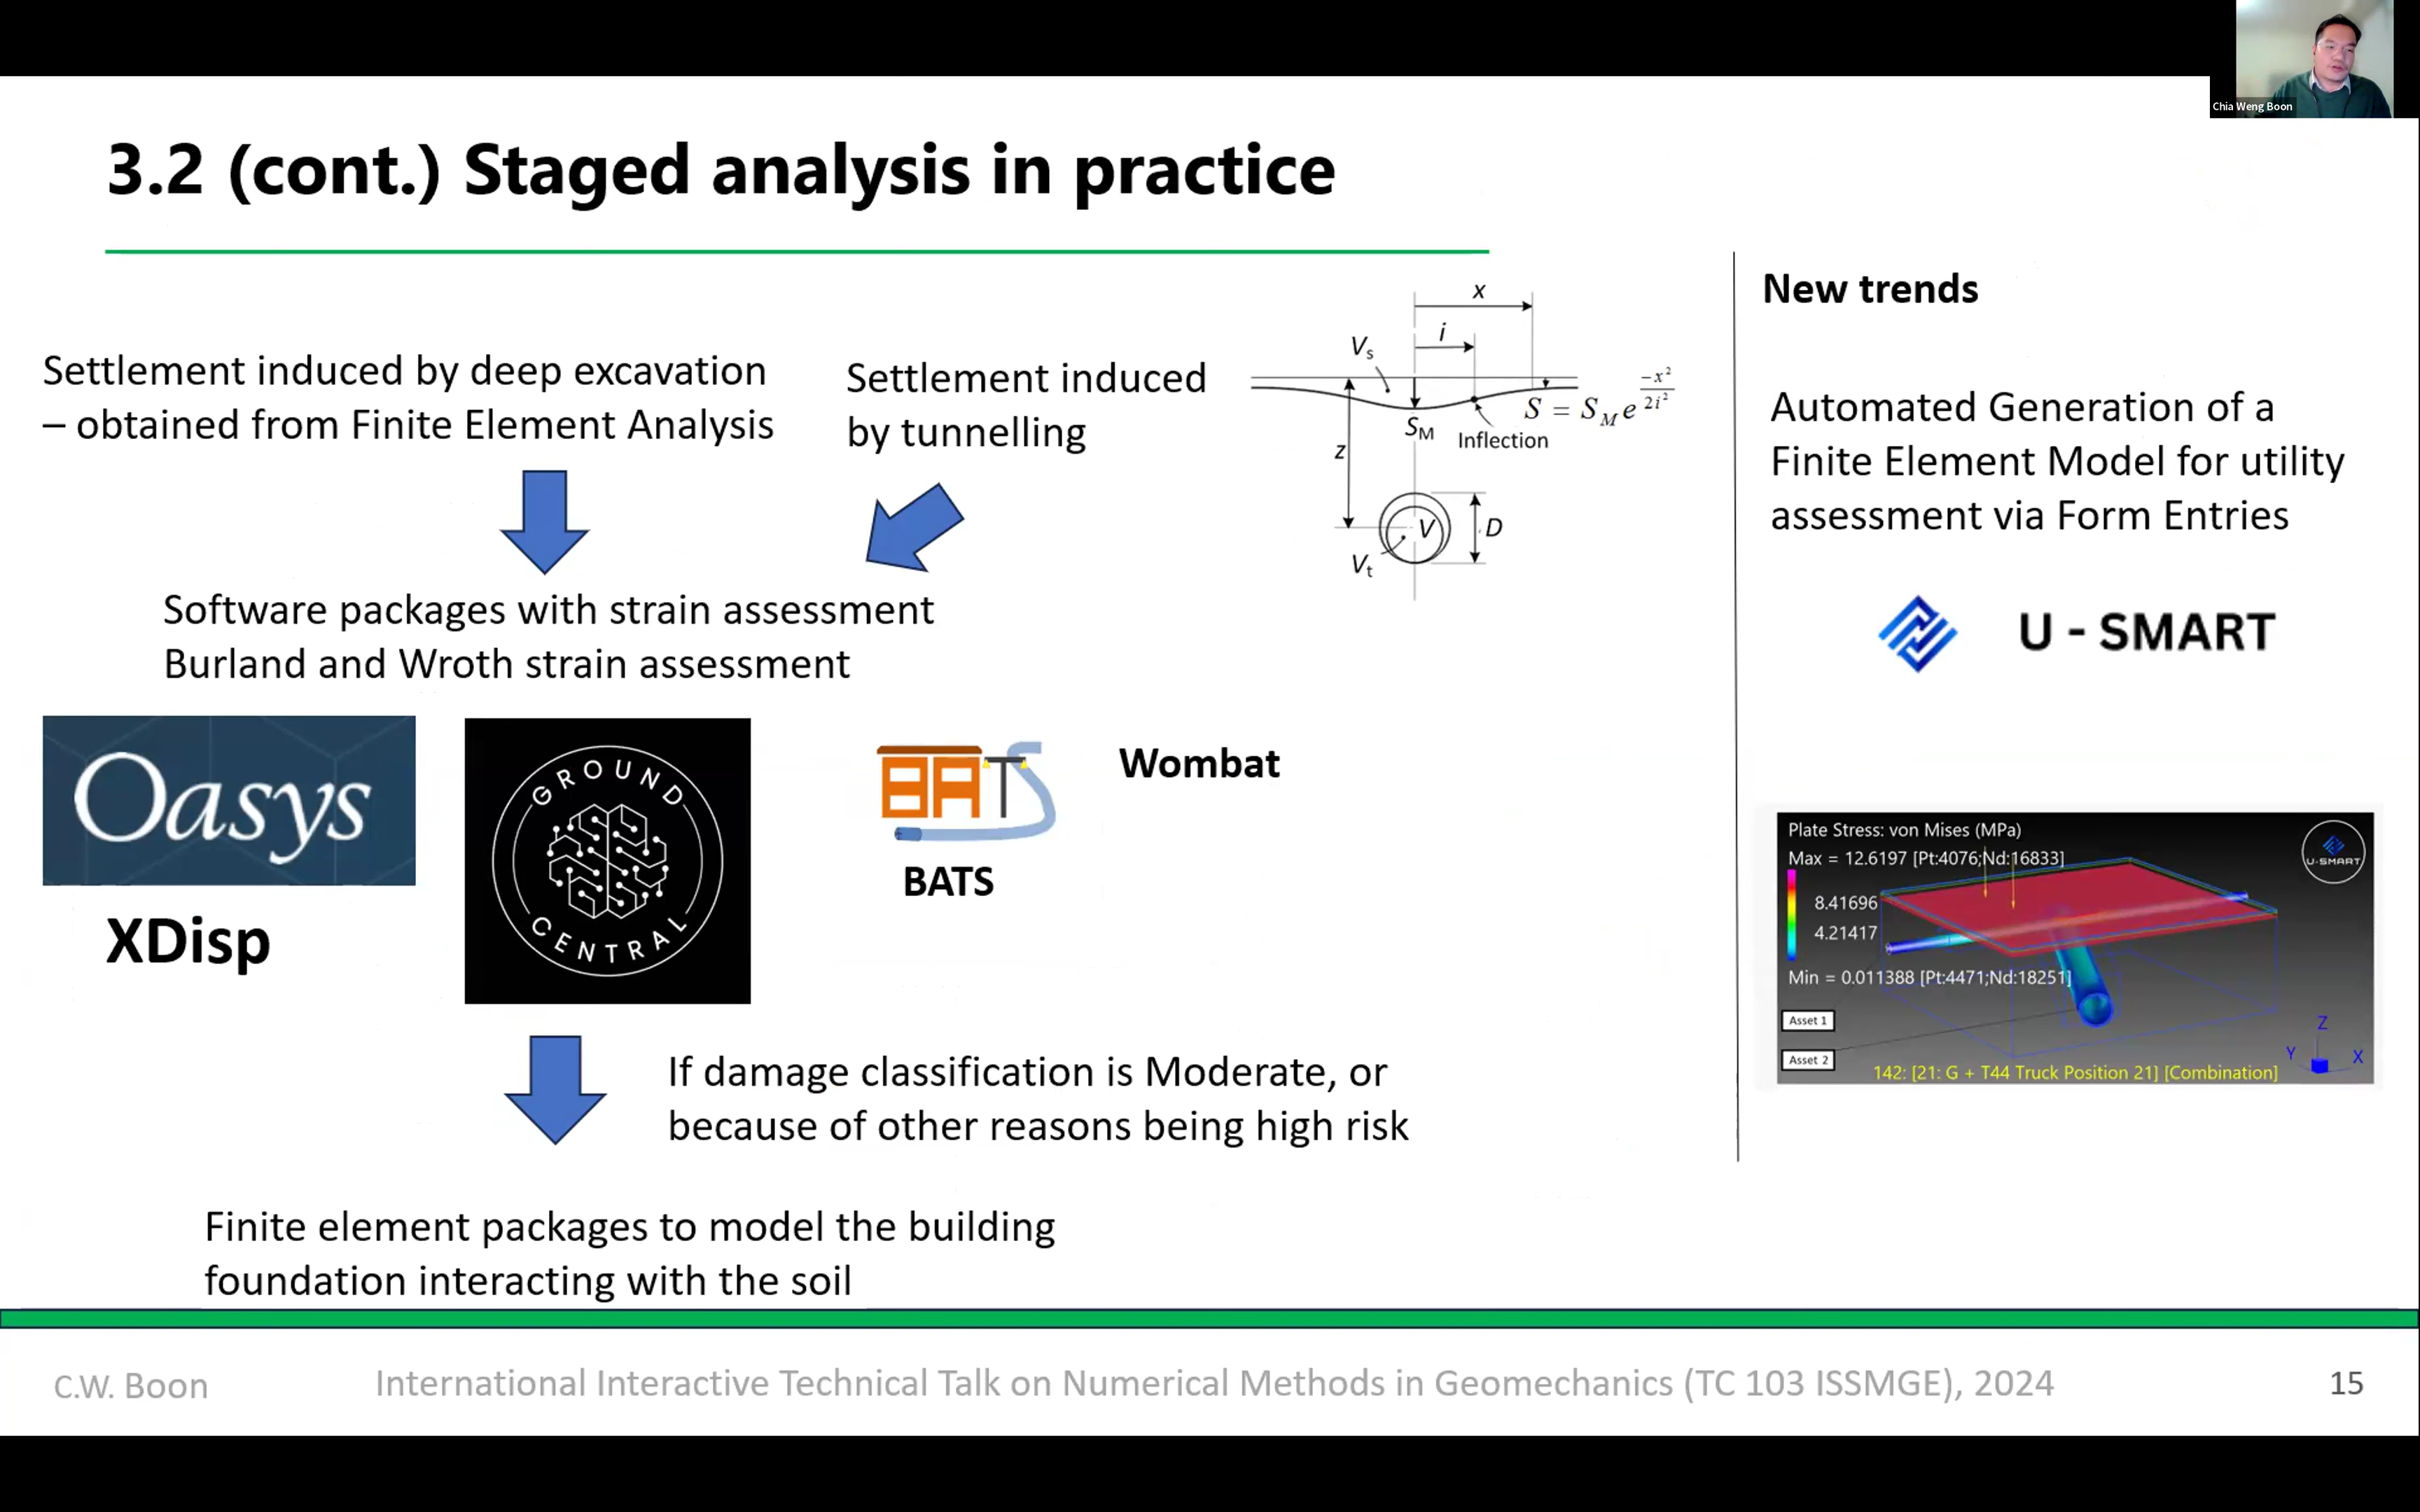 Chia Weng Boon
3.2 (cont.) Staged analysis in practice
Settlement induced by deep excavation
– obtained from Finite Element Analysis
Settlement induced
by tunnelling
x
i
Vs
S = S_M e^{-x²/2i²}
SM
Inflection
z
V
D
Vt
Software packages with strain assessment
Burland and Wroth strain assessment
Oasys
XDisp
GROUND
CENTRAL
BATS
BATS
Wombat
If damage classification is Moderate, or
because of other reasons being high risk
Finite element packages to model the building
foundation interacting with the soil
New trends
Automated Generation of a
Finite Element Model for utility
assessment via Form Entries
U - SMART
Plate Stress: von Mises (MPa)
Max = 12.6197 [Pt:4076;Nd:16833]
8.41696
4.21417
Min = 0.011388 [Pt:4471;Nd:18251]
U-SMART
Asset 1
Asset 2
Z
Y
X
142: [21: G + T44 Truck Position 21] [Combination]
C.W. Boon
International Interactive Technical Talk on Numerical Methods in Geomechanics (TC 103 ISSMGE), 2024
15